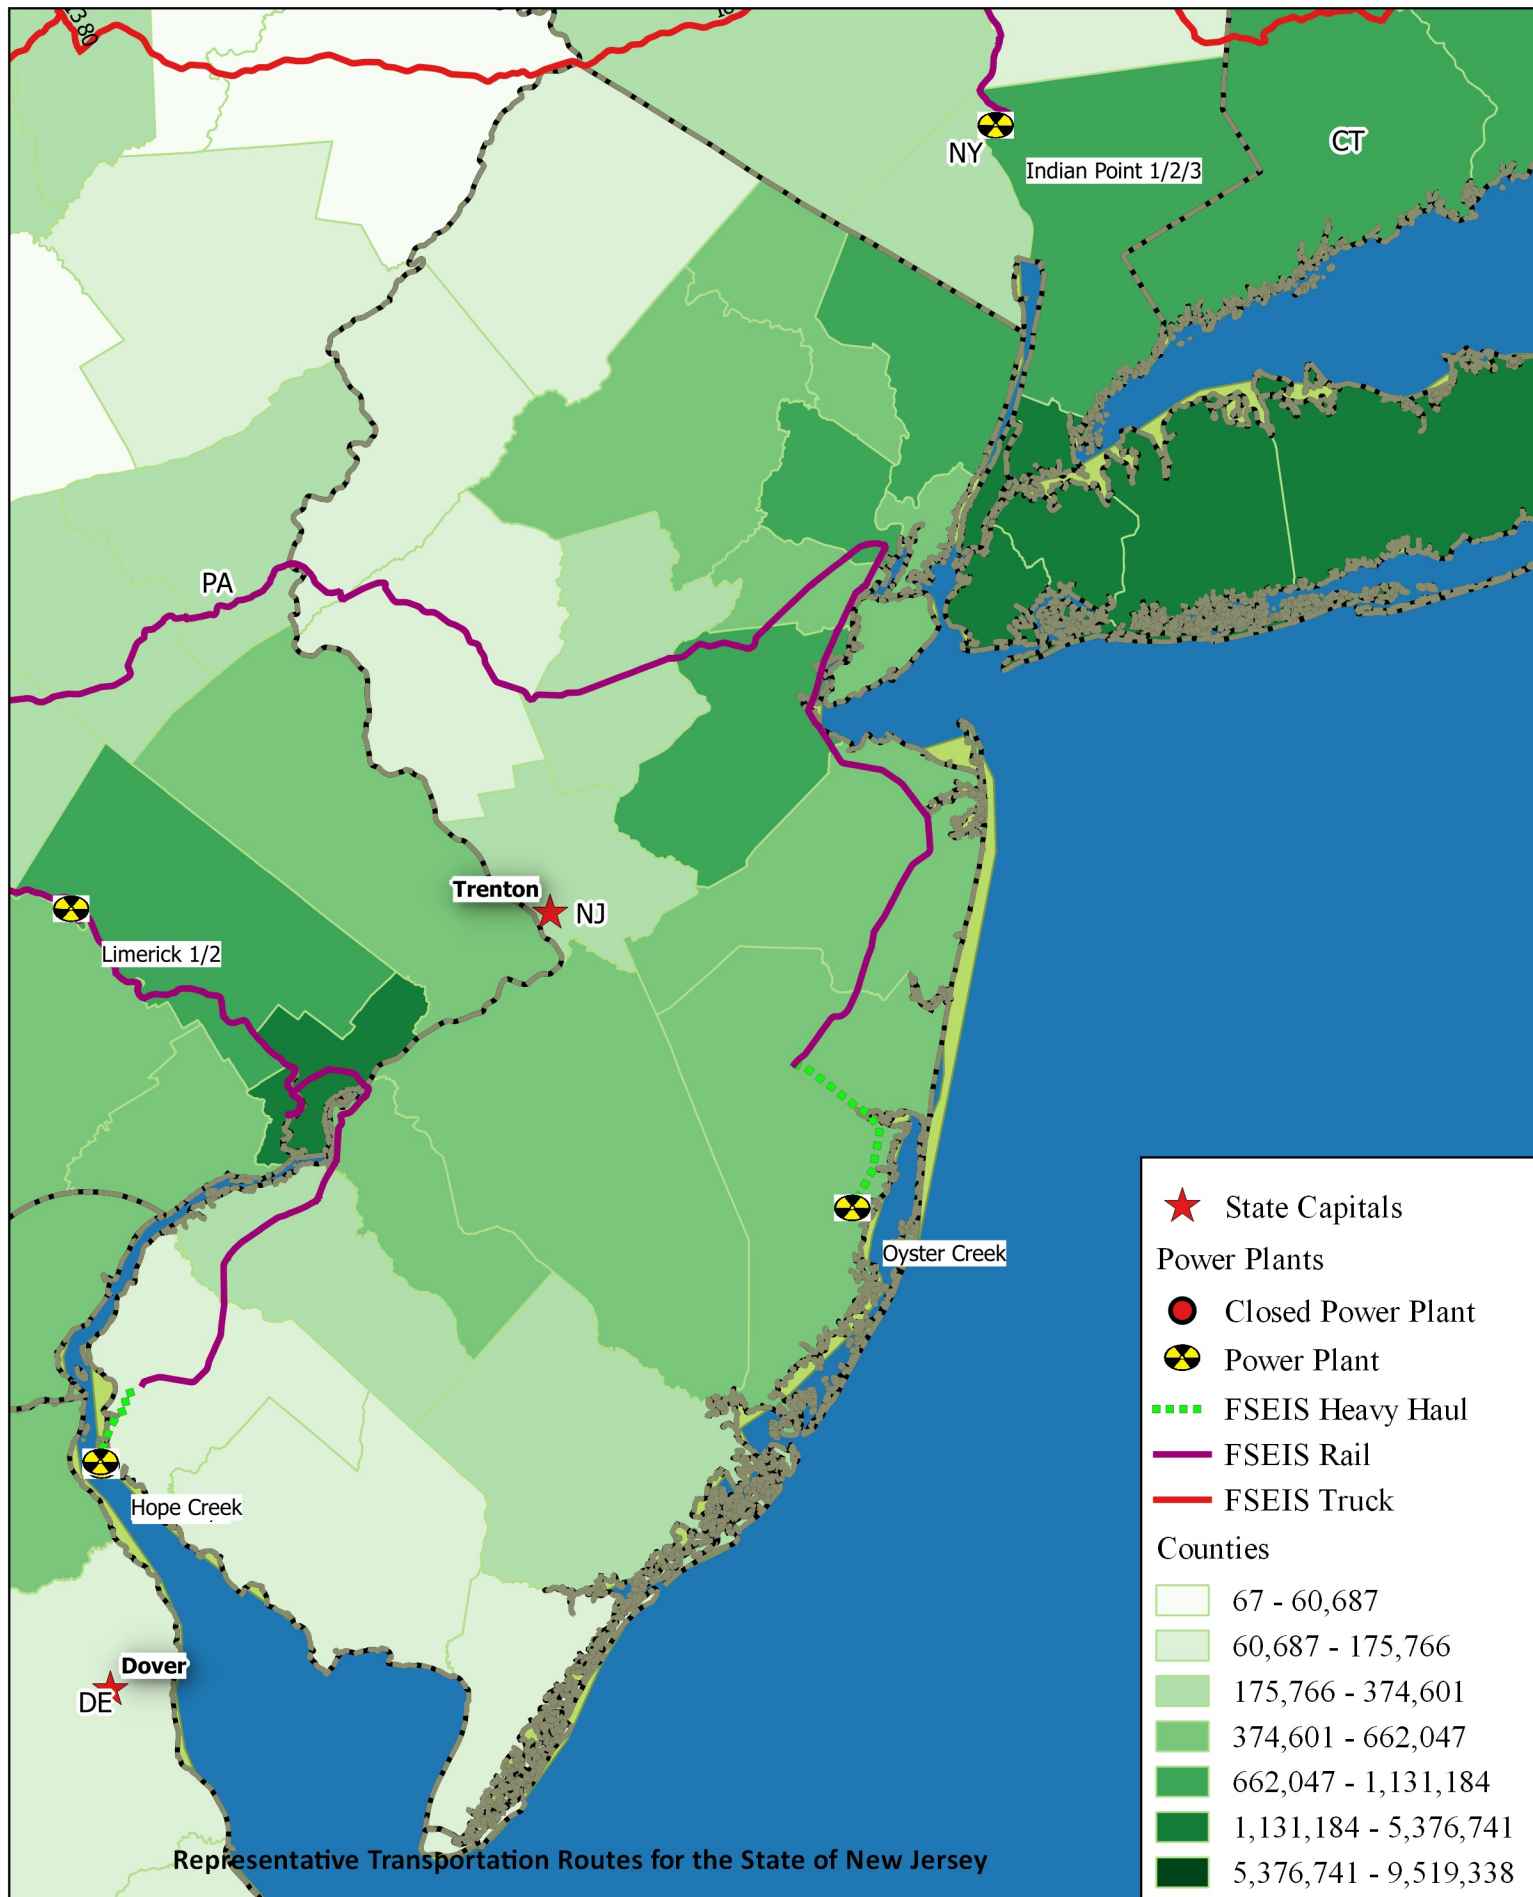 80
NY
CT
Indian Point 1/2/3
PA
Trenton
NJ
Limerick 1/2
Oyster Creek
Hope Creek
Dover
DE
State Capitals
Power Plants
Closed Power Plant
Power Plant
FSEIS Heavy Haul
FSEIS Rail
FSEIS Truck
Counties
67 - 60,687
60,687 - 175,766
175,766 - 374,601
374,601 - 662,047
662,047 - 1,131,184
1,131,184 - 5,376,741
5,376,741 - 9,519,338
Representative Transportation Routes for the State of New Jersey